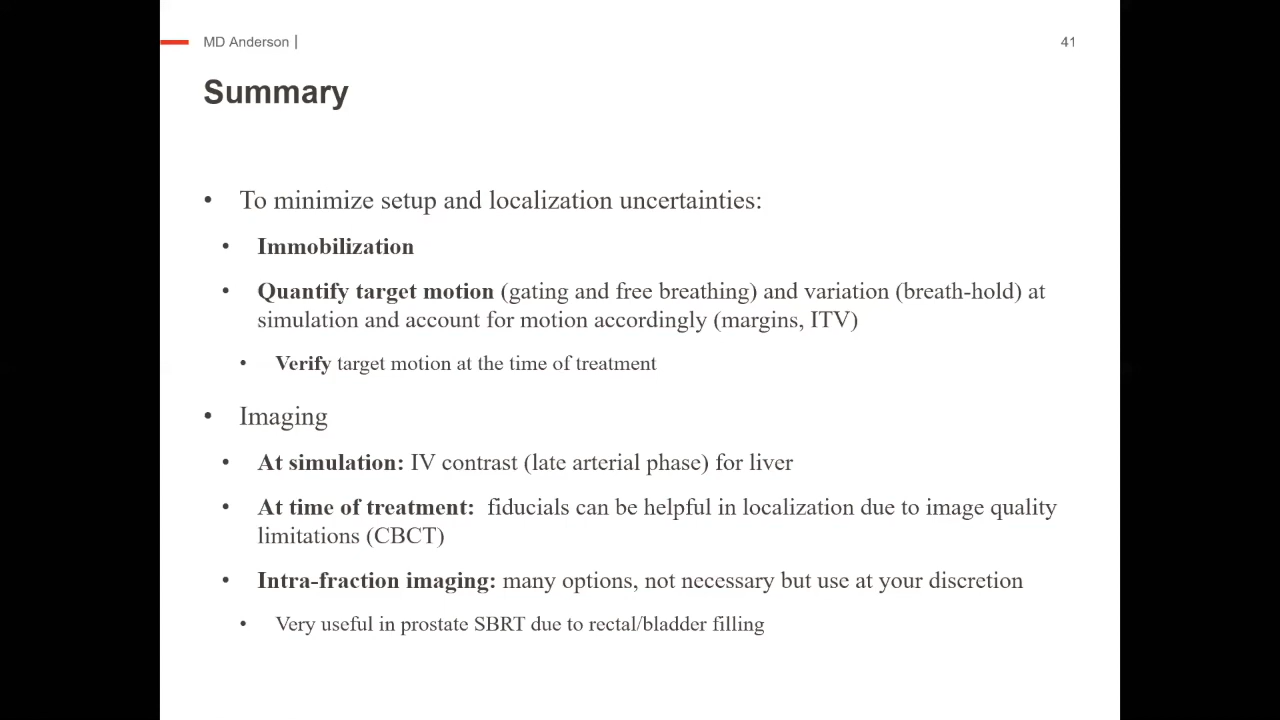 MD Anderson | 41
Summary
• To minimize setup and localization uncertainties:
• Immobilization
• Quantify target motion (gating and free breathing) and variation (breath-hold) at
simulation and account for motion accordingly (margins, ITV)
• Verify target motion at the time of treatment
• Imaging
• At simulation: IV contrast (late arterial phase) for liver
• At time of treatment: fiducials can be helpful in localization due to image quality
limitations (CBCT)
• Intra-fraction imaging: many options, not necessary but use at your discretion
• Very useful in prostate SBRT due to rectal/bladder filling